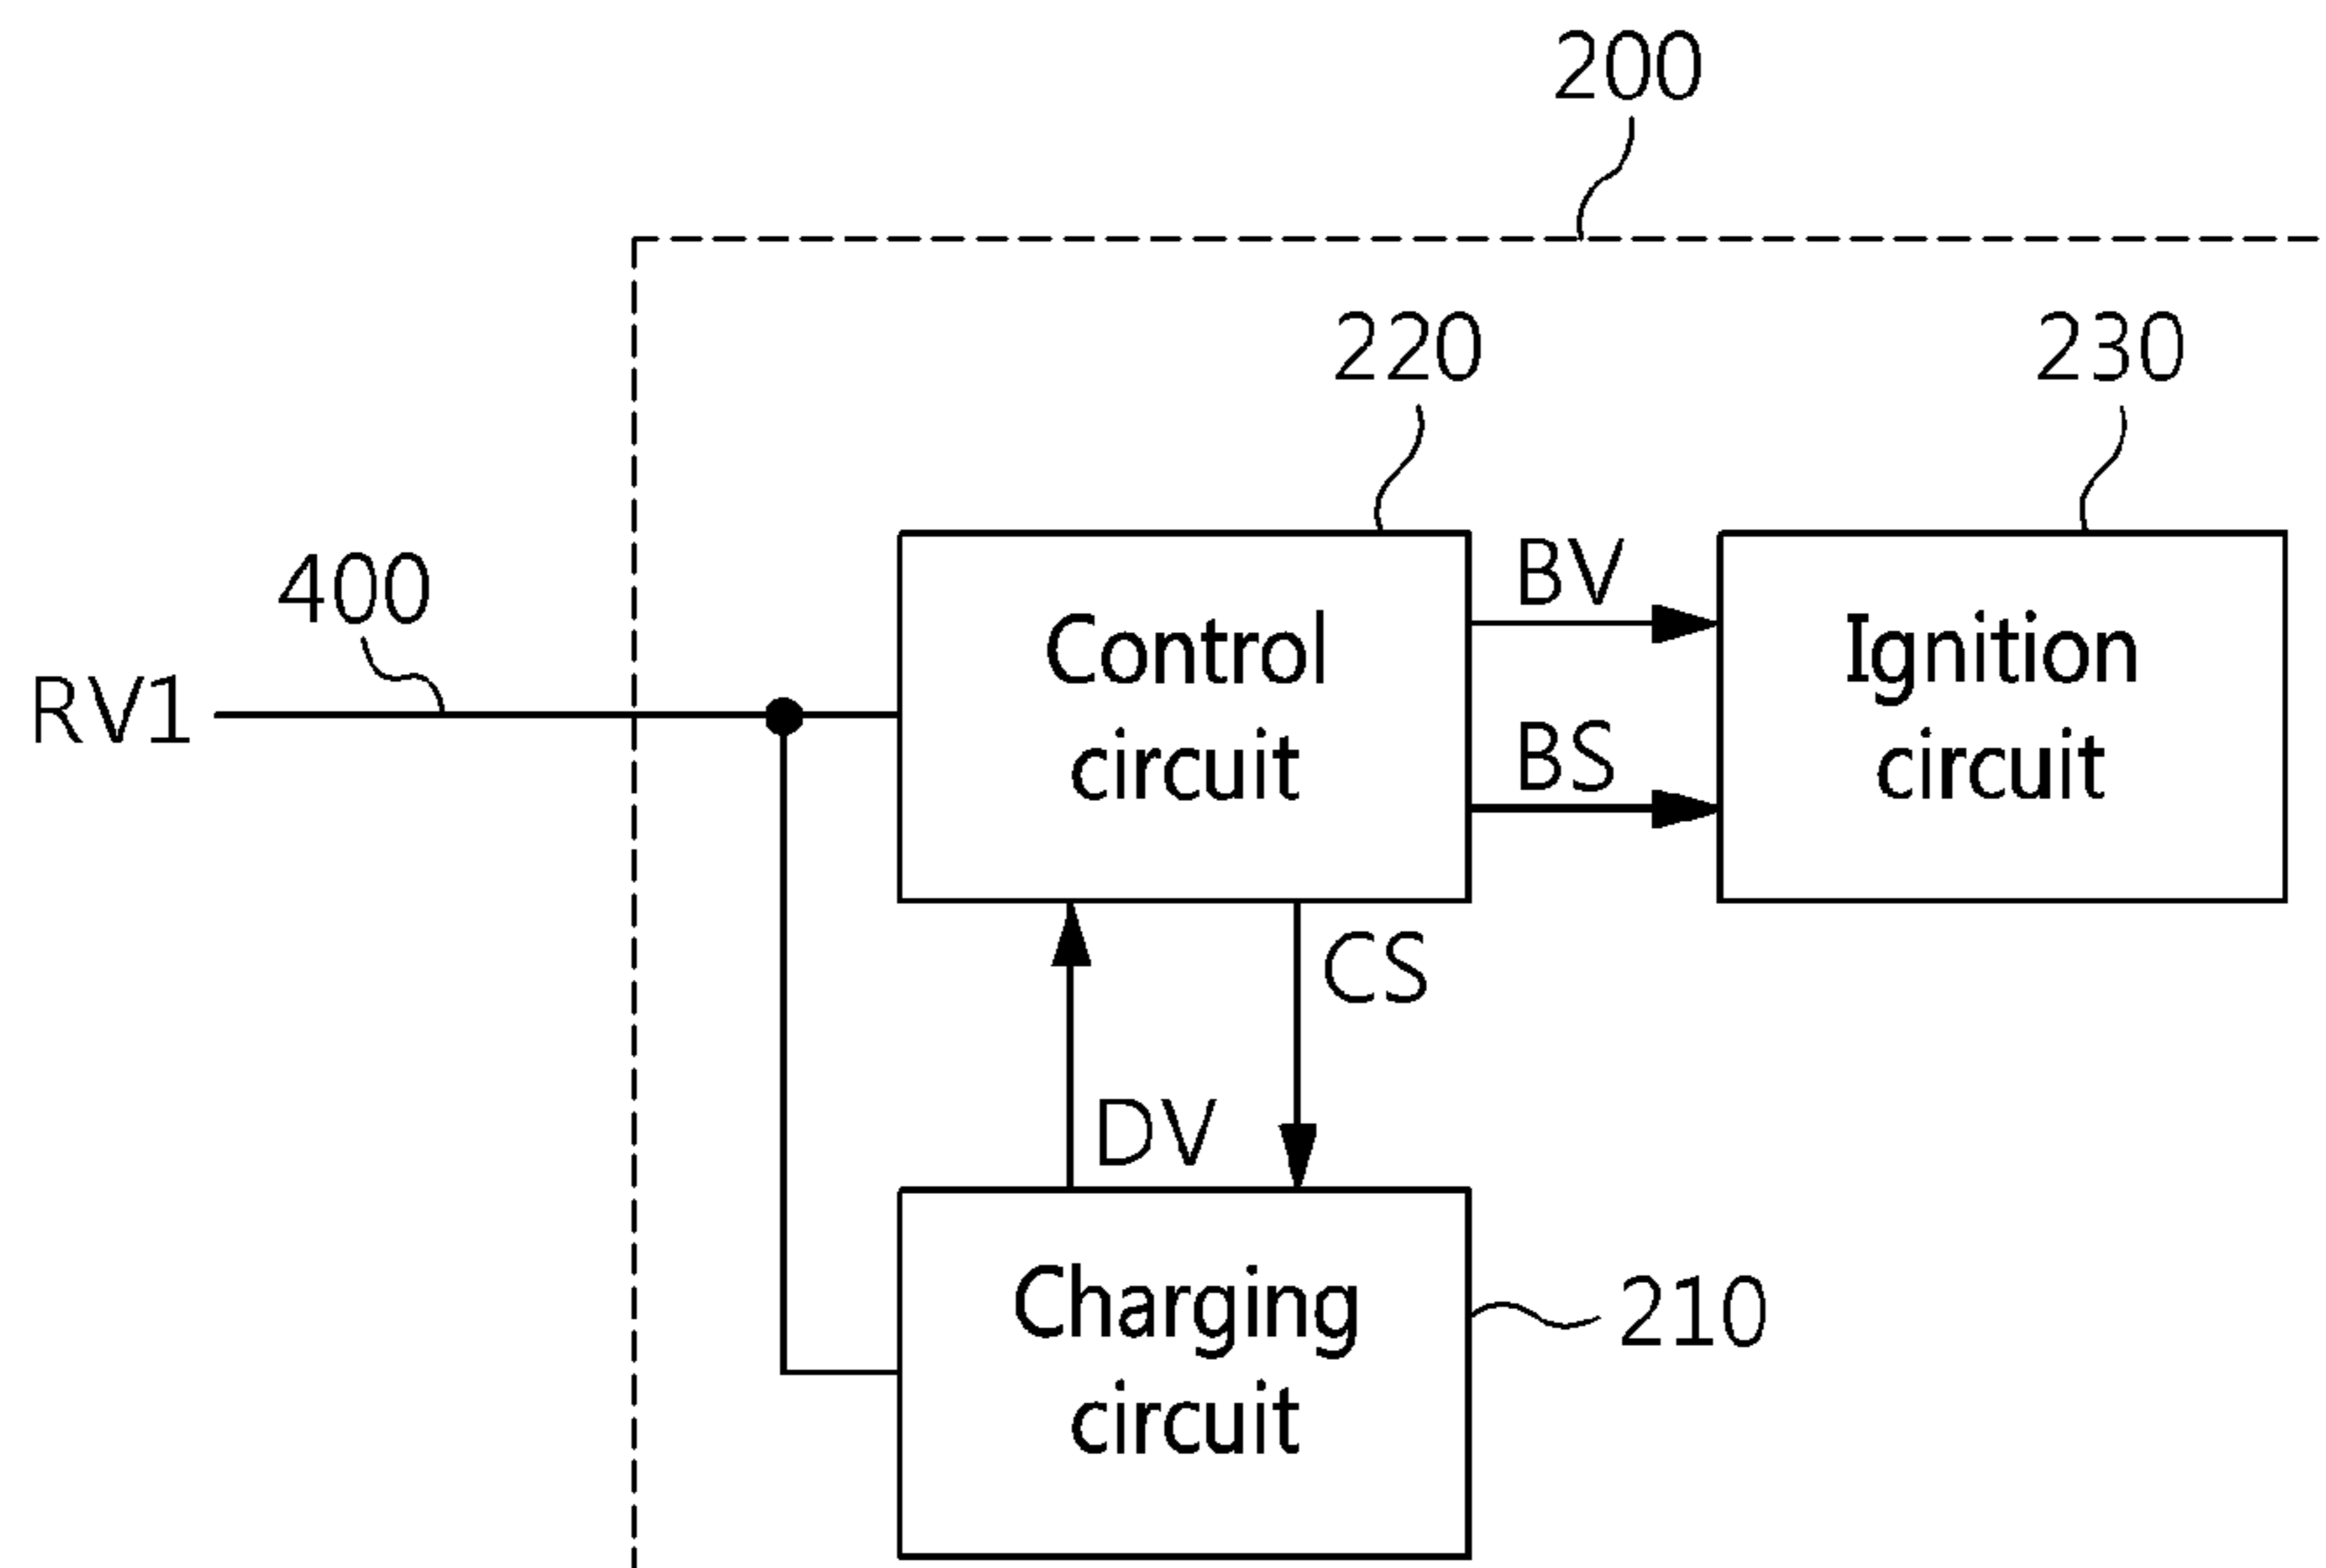 200
220
230
400
RV1
Control
circuit
BV
BS
Ignition
circuit
CS
DV
Charging
circuit
210